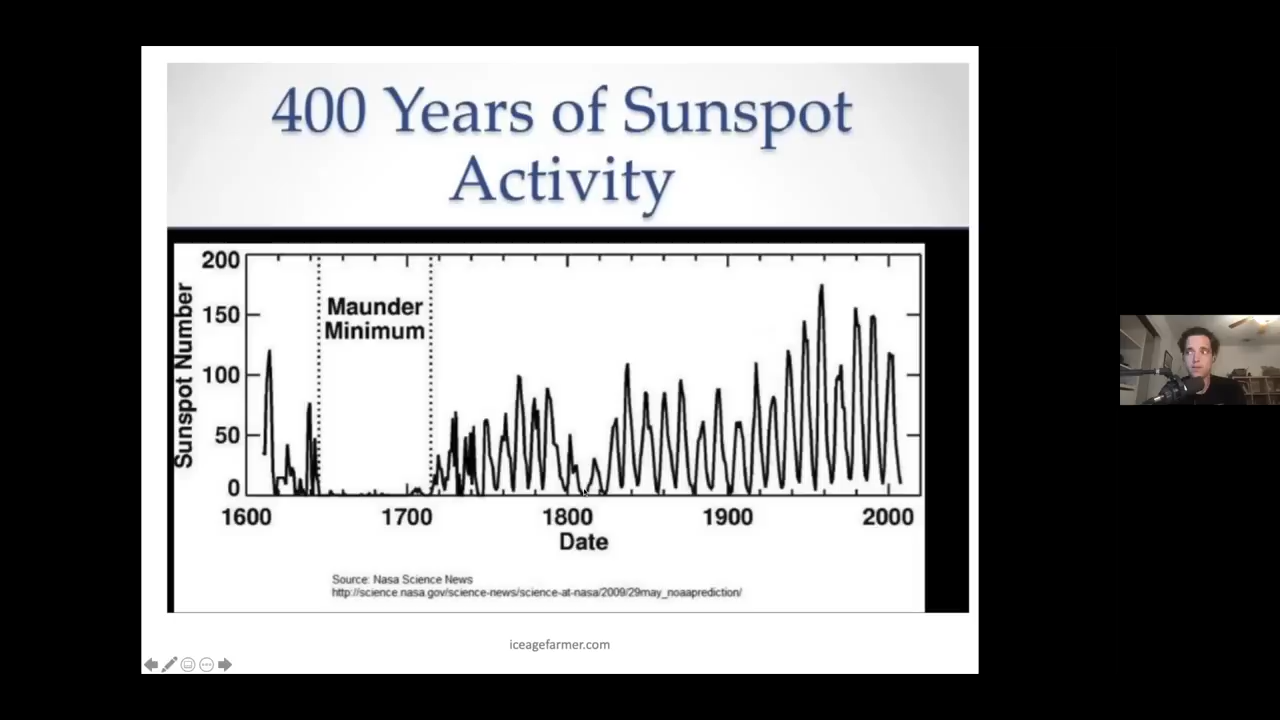 400 Years of Sunspot
Activity
200
150
100
50
0
Sunspot Number
Maunder
Minimum
1600 1700 1800 1900 2000
Date
Source: Nasa Science News
http://science.nasa.gov/science-news/science-at-nasa/2009/29may_noaaprediction/
iceagefarmer.com